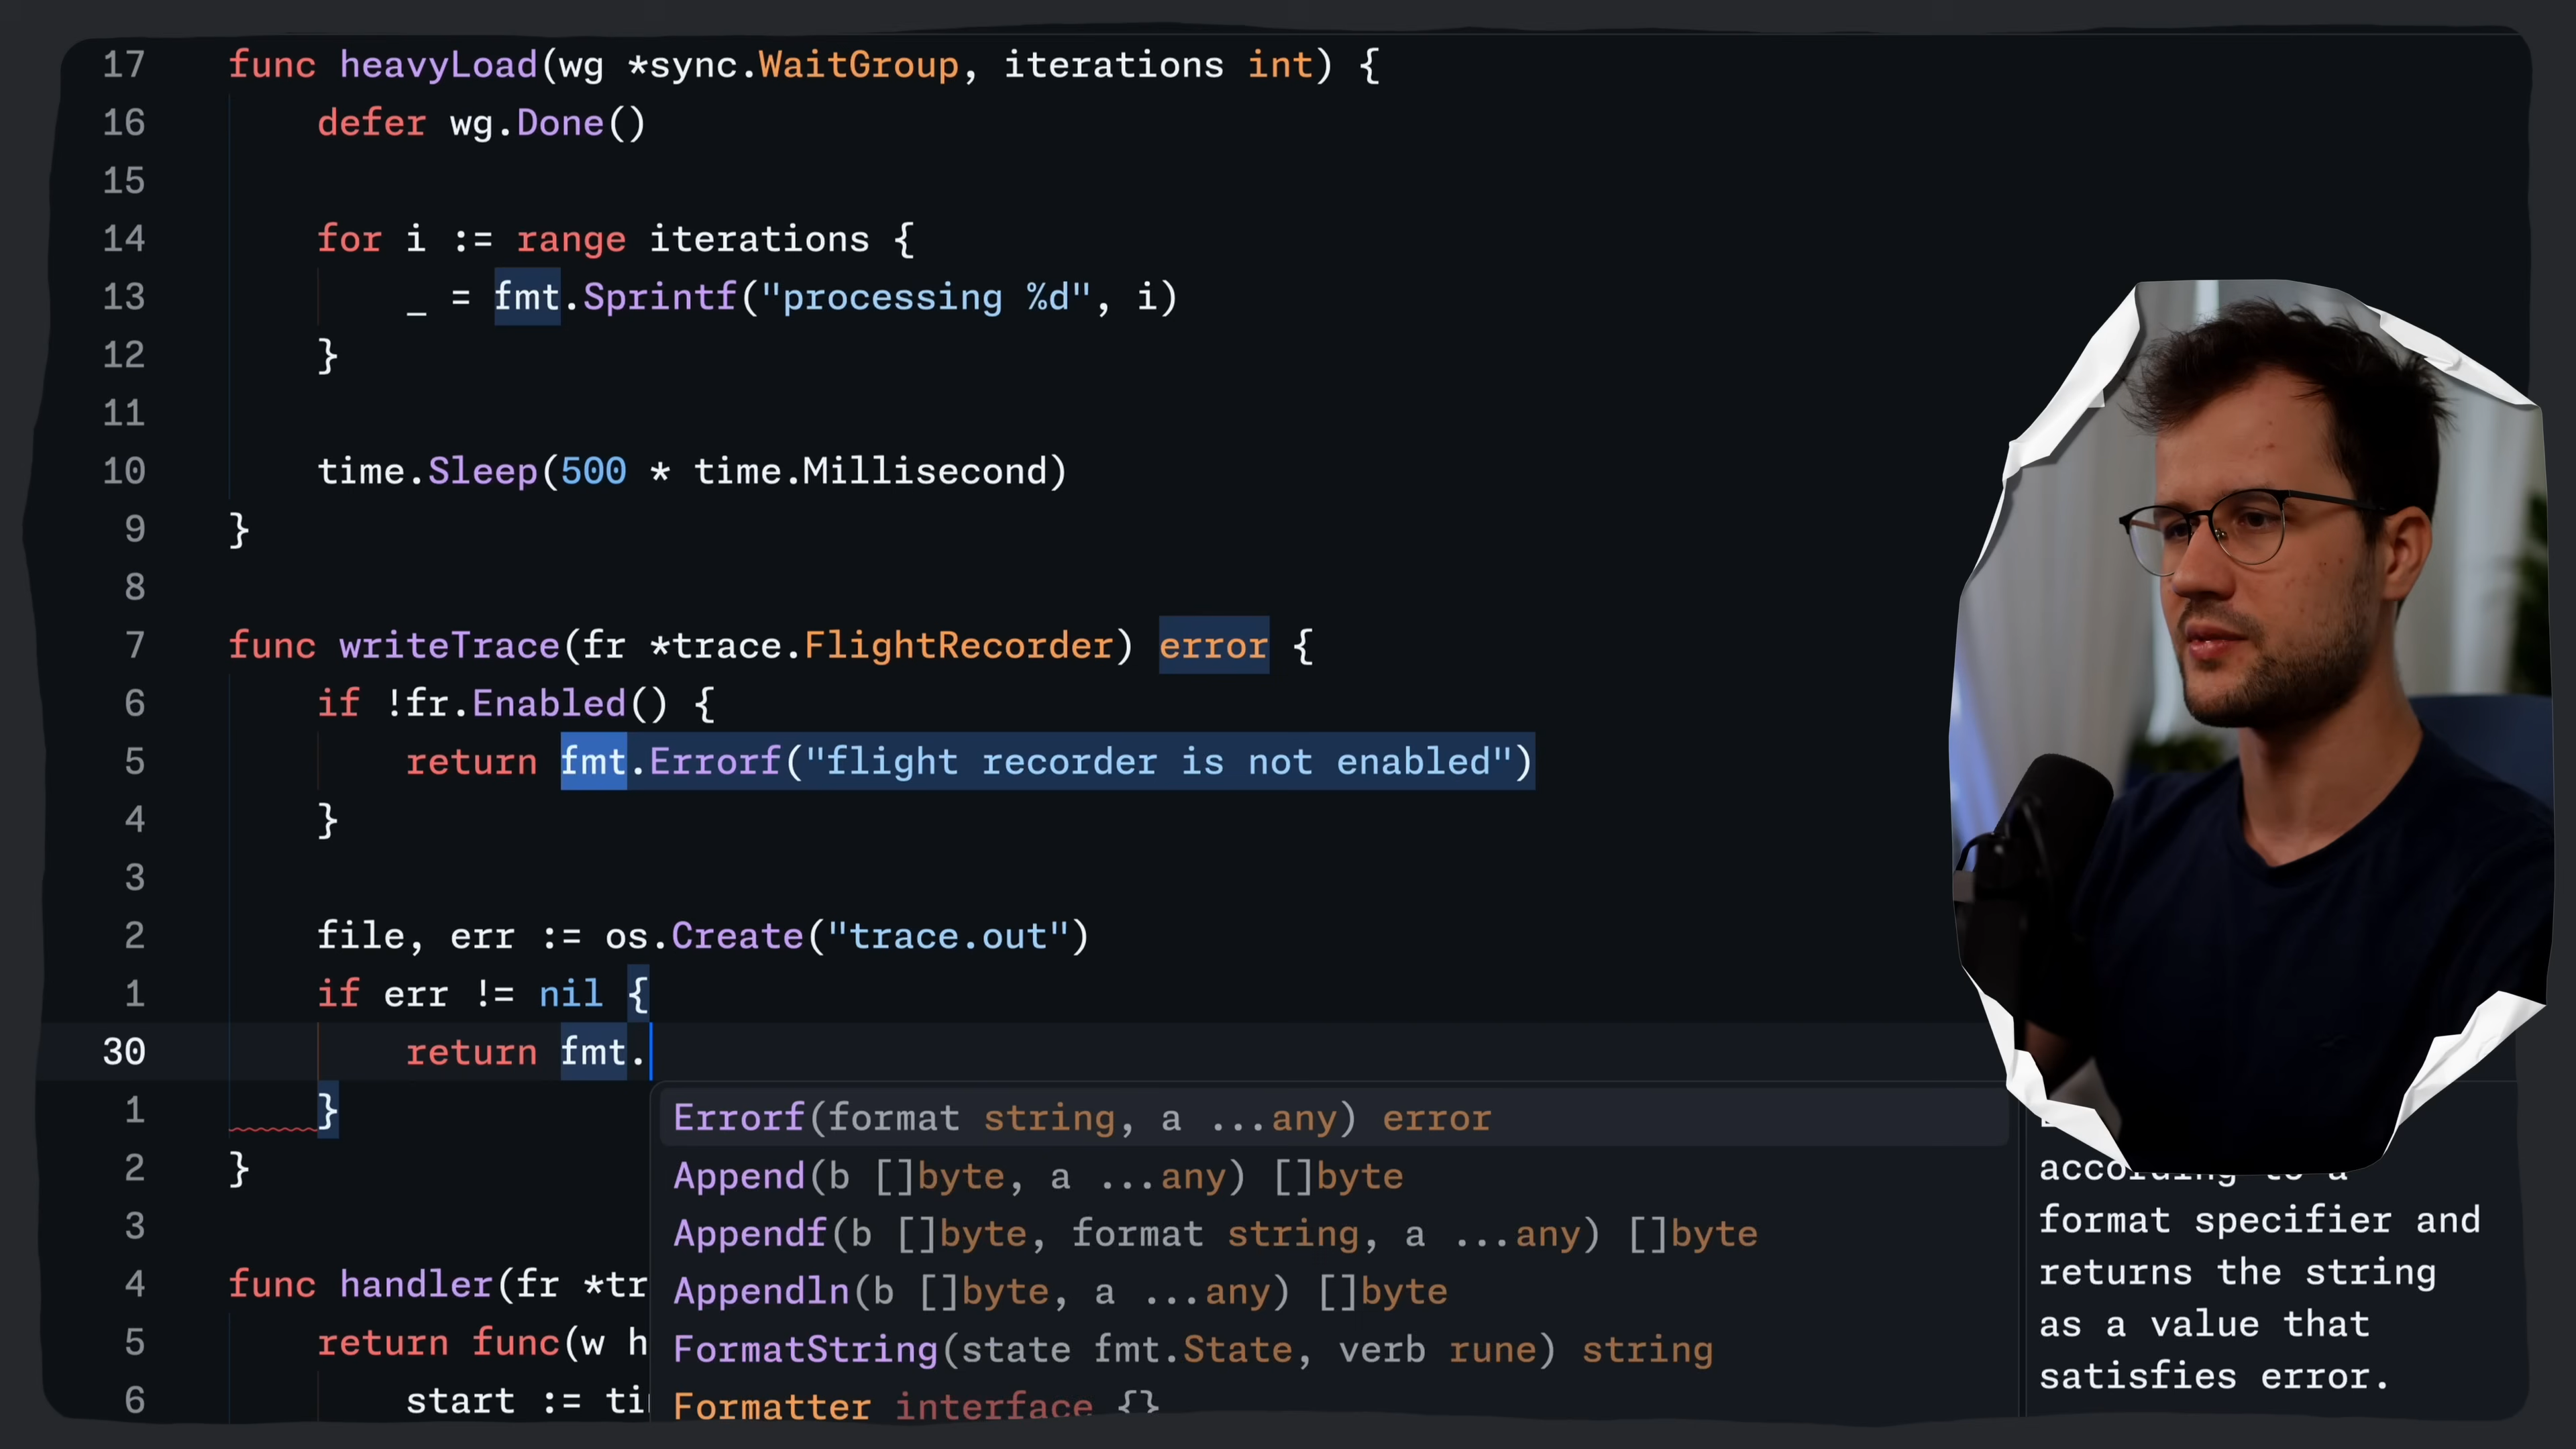 17 func heavyLoad(wg *sync.WaitGroup, iterations int) {
16 defer wg.Done()
15
14 for i := range iterations {
13 _ = fmt.Sprintf("processing %d", i)
12 }
11
10 time.Sleep(500 * time.Millisecond)
9 }
8
7 func writeTrace(fr *trace.FlightRecorder) error {
6 if !fr.Enabled() {
5 return fmt.Errorf("flight recorder is not enabled")
4 }
3
2 file, err := os.Create("trace.out")
1 if err != nil {
30 return fmt.
1 }
2 }
3
4 func handler(fr *tr
5 return func(w h
6 start := ti
Errorf(format string, a ...any) error
Append(b []byte, a ...any) []byte
Appendf(b []byte, format string, a ...any) []byte
Appendln(b []byte, a ...any) []byte
FormatString(state fmt.State, verb rune) string
Formatter interface {}
according to a
format specifier and
returns the string
as a value that
satisfies error.